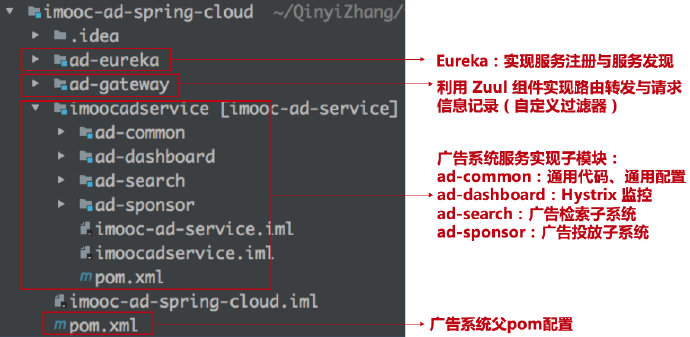 imooc-ad-spring-cloud ~/QinyiZhang/
.idea
ad-eureka
Eureka：实现服务注册与服务发现
ad-gateway
利用 Zuul 组件实现路由转发与请求
信息记录（自定义过滤器）
imoocadservice [imooc-ad-service]
ad-common
ad-dashboard
ad-search
ad-sponsor
imooc-ad-service.iml
imoocadservice.iml
pom.xml
广告系统服务实现子模块：
ad-common：通用代码、通用配置
ad-dashboard：Hystrix 监控
ad-search：广告检索子系统
ad-sponsor：广告投放子系统
imooc-ad-spring-cloud.iml
pom.xml
广告系统父pom配置